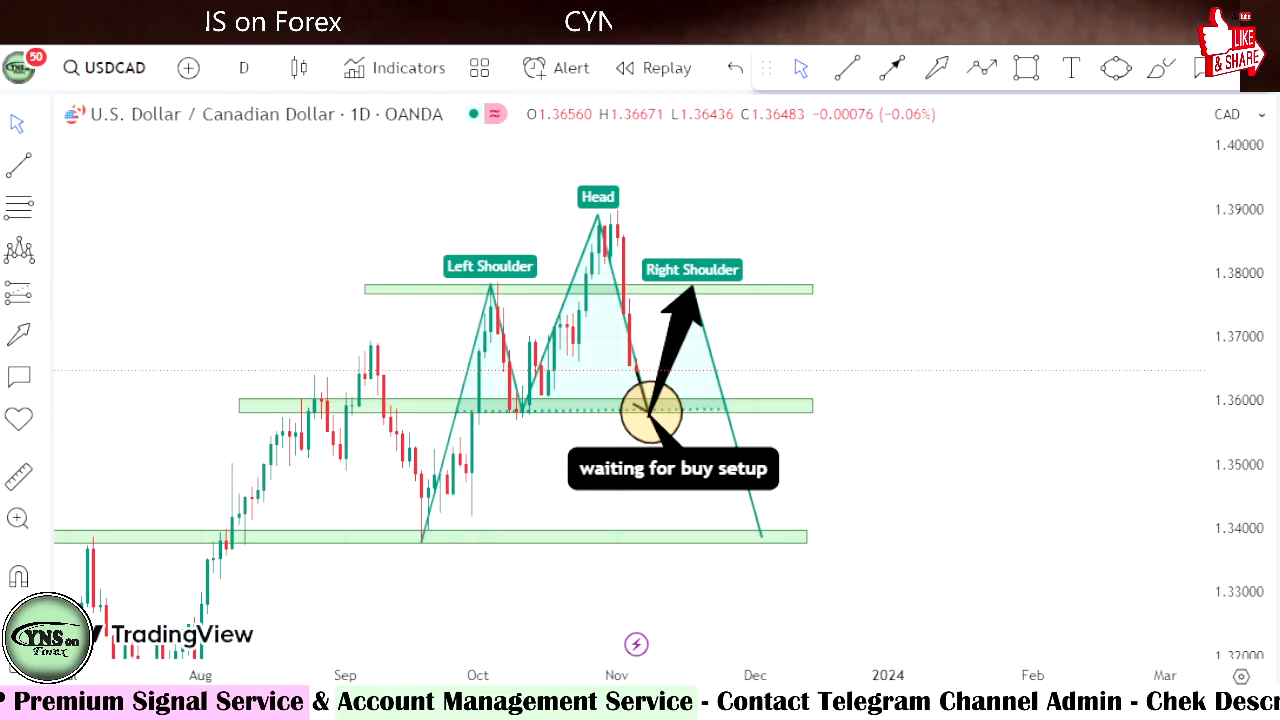 IS on Forex CYN
LIKE
& SHARE
50
USDCAD D Indicators Alert Replay
U.S. Dollar / Canadian Dollar · 1D · OANDA O1.36560 H1.36671 L1.36436 C1.36483 −0.00076 (−0.06%) CAD
1.40000
1.39000
Head
1.38000
Left Shoulder
Right Shoulder
1.37000
1.36000
waiting for buy setup
1.35000
1.34000
1.33000
1.32000
CYNS on
Forex
TradingView
Aug Sep Oct Nov Dec 2024 Feb Mar
P Premium Signal Service & Account Management Service - Contact Telegram Channel Admin - Chek Descr